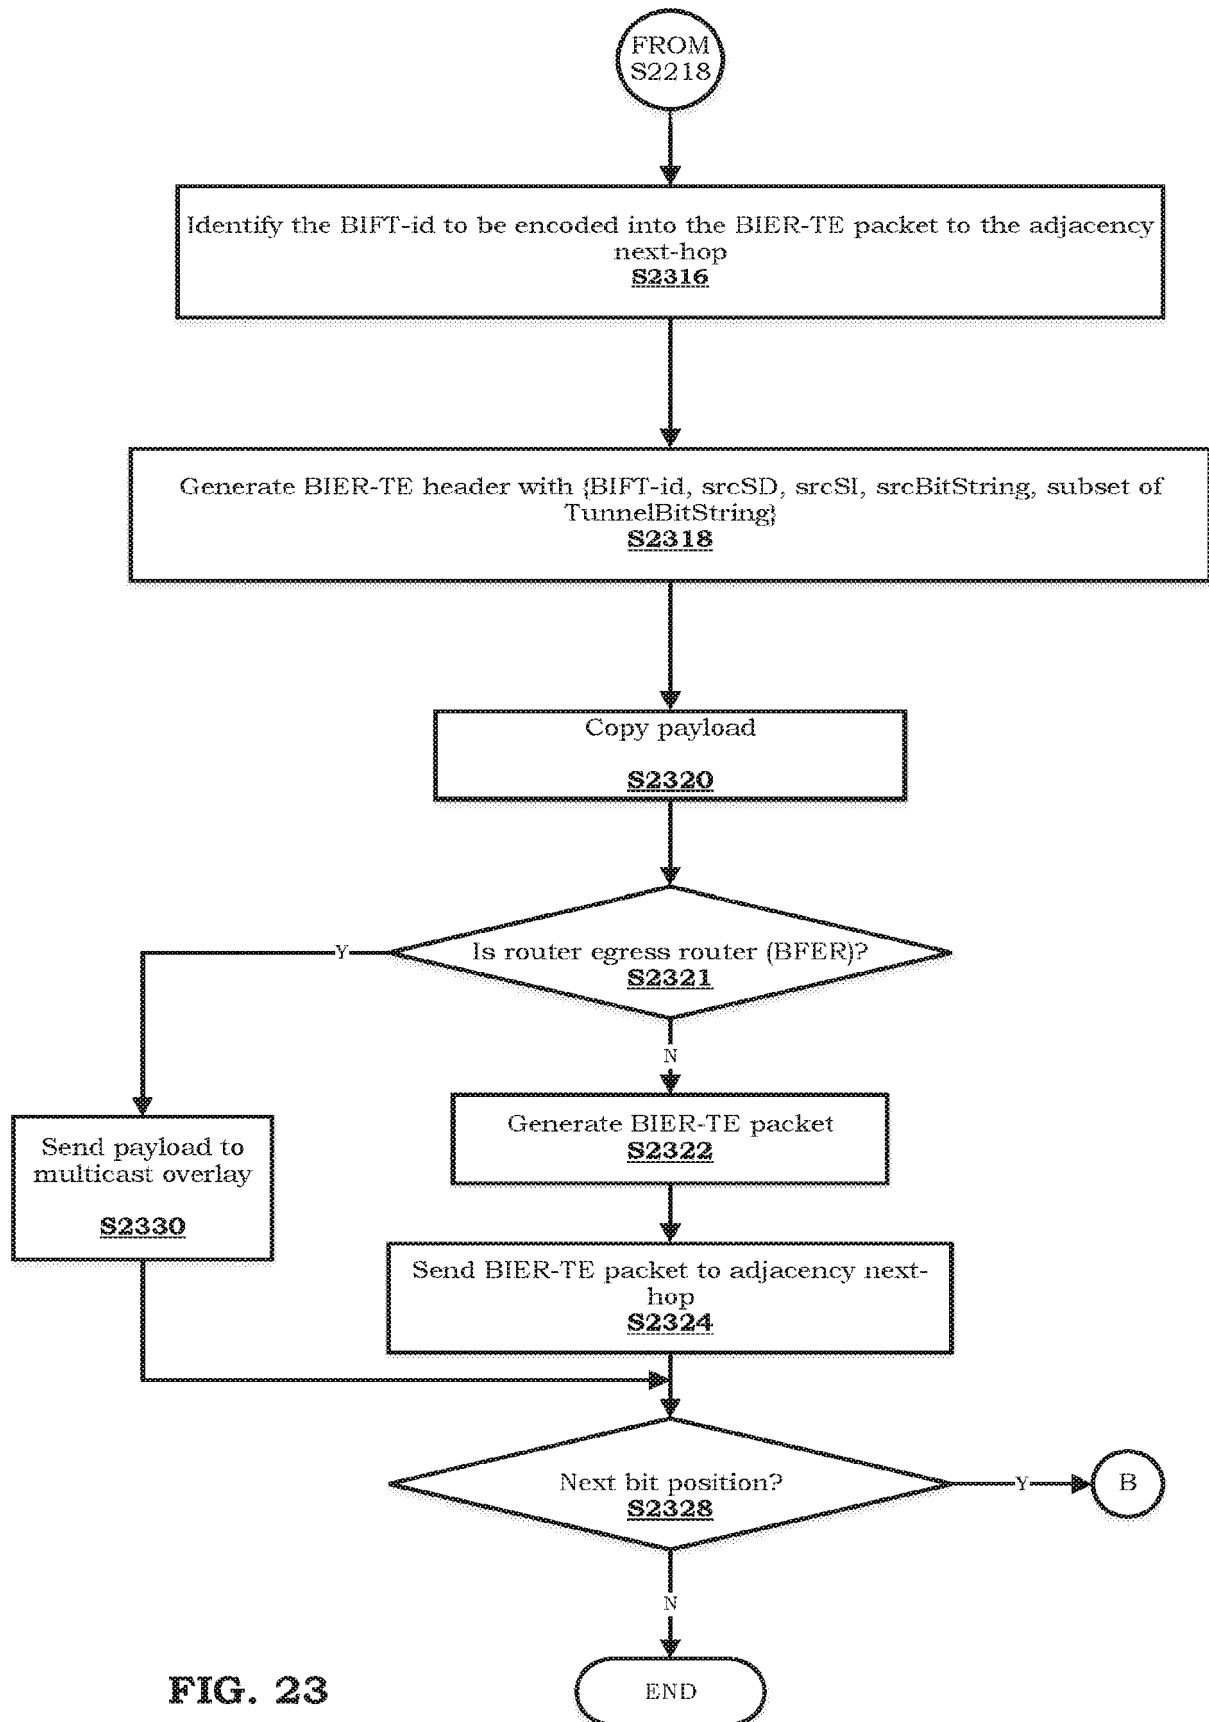 FROM
S2218
Identify the BIFT-id to be encoded into the BIER-TE packet to the adjacency
next-hop
S2316
Generate BIER-TE header with {BIFT-id, srcSD, srcSI, srcBitString, subset of
TunnelBitString}
S2318
Copy payload
S2320
Is router egress router (BFER)?
S2321
Y
N
Send payload to
multicast overlay
S2330
Generate BIER-TE packet
S2322
Send BIER-TE packet to adjacency next-
hop
S2324
Next bit position?
S2328
Y
B
N
END
FIG. 23